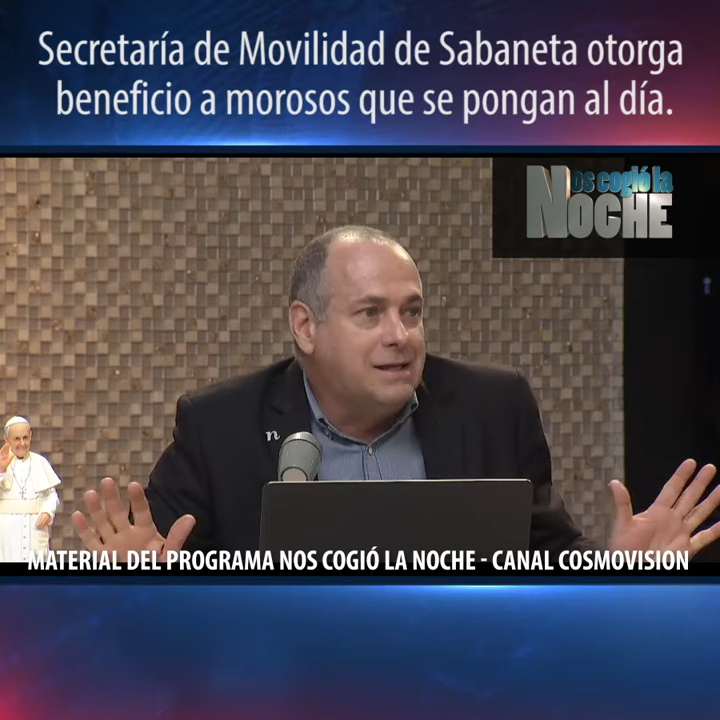 Secretaría de Movilidad de Sabaneta otorga
beneficio a morosos que se pongan al día.
Nos cogió la
NOCHE
n
MATERIAL DEL PROGRAMA NOS COGIÓ LA NOCHE - CANAL COSMOVISION